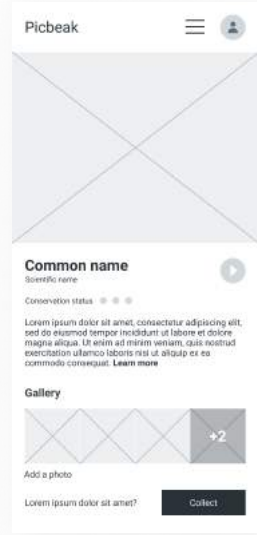 Picbeak
Common name
Scientific name
Conservation status
Lorem ipsum dolor sit amet, consectetur adipiscing elit,
sed do eiusmod tempor incididunt ut labore et dolore
magna aliqua. Ut enim ad minim veniam, quis nostrud
exercitation ullamco laboris nisi ut aliquip ex ea
commodo consequat. Learn more
Gallery
+2
Add a photo
Lorem ipsum dolor sit amet?
Collect